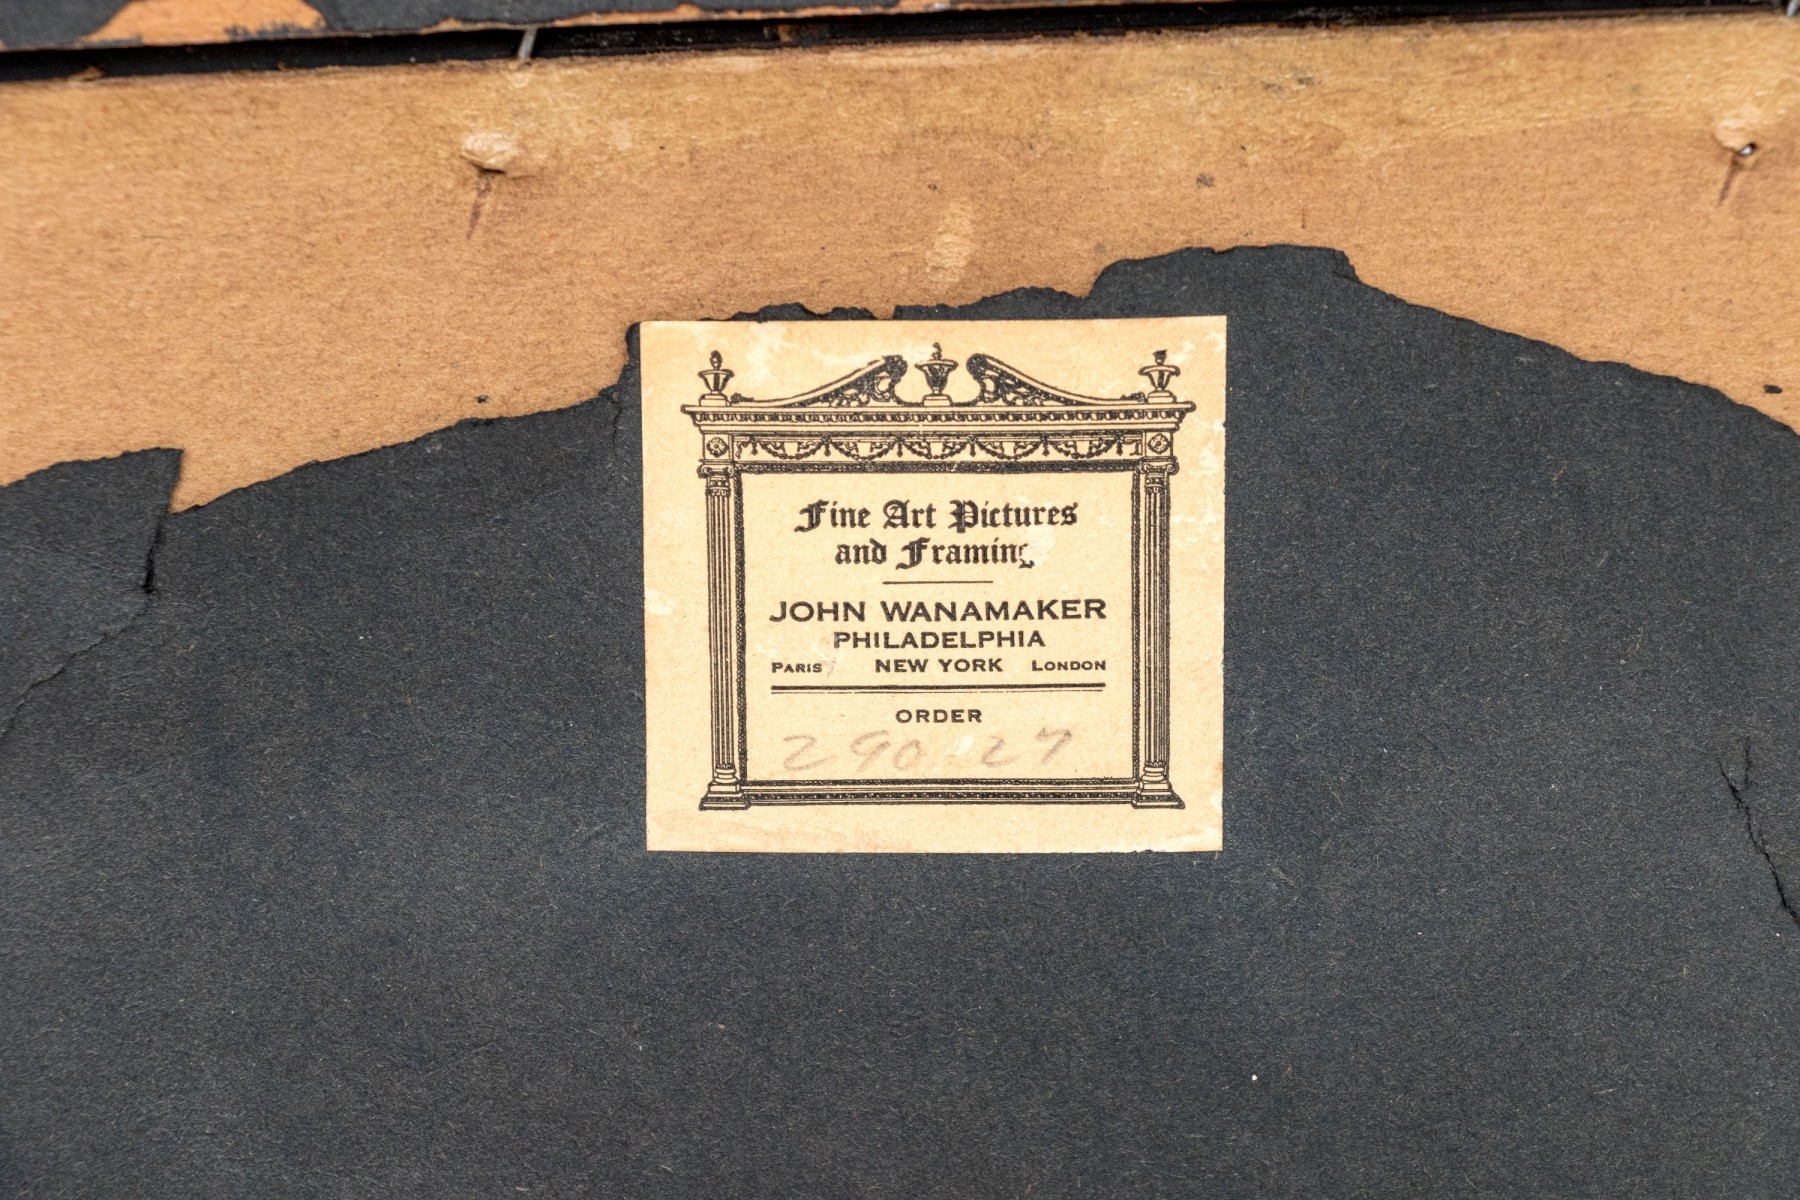 Fine Art Pictures
and Framing
JOHN WANAMAKER
PHILADELPHIA
PARIS NEW YORK LONDON
ORDER
290-27